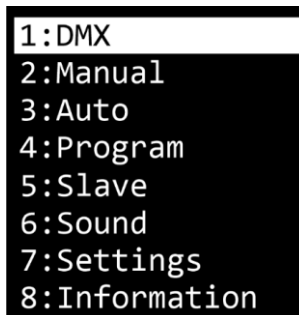 1:DMX
2:Manual
3:Auto
4:Program
5:Slave
6:Sound
7:Settings
8:Information